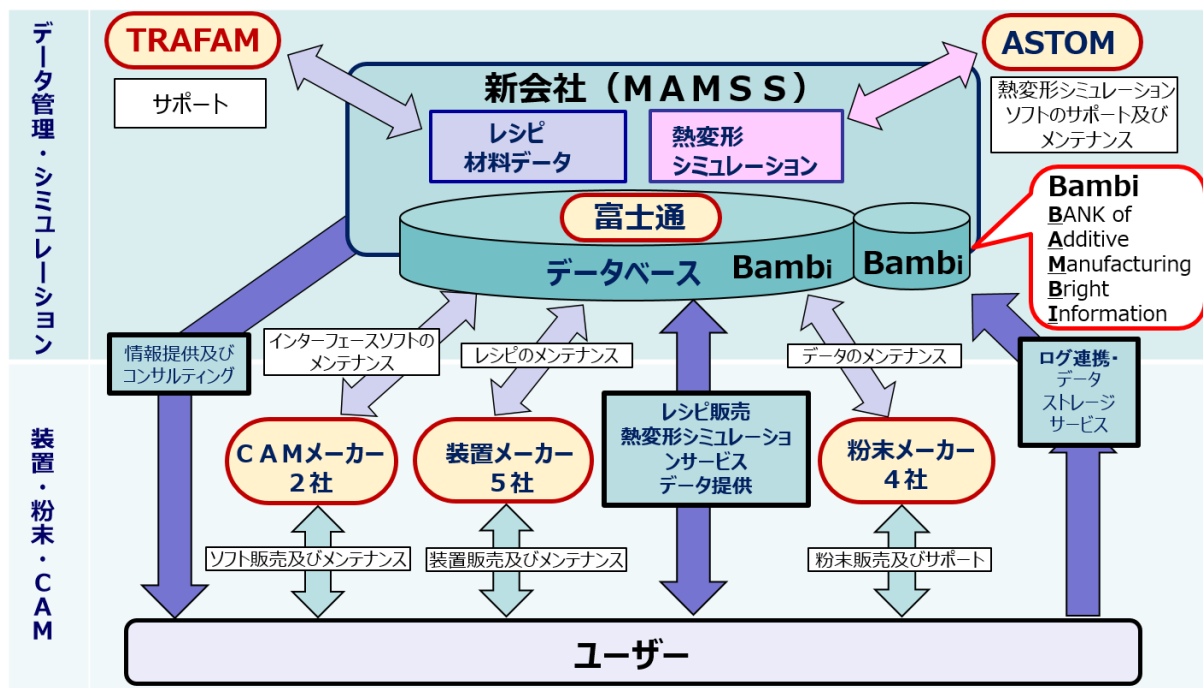 データ管理・シミュレーション
TRAFAM
サポート
新会社（ＭＡＭＳＳ）
レシピ
材料データ
熱変形
シミュレーション
ASTOM
熱変形シミュレーション
ソフトのサポート及び
メンテナンス
富士通
データベース
Bambi
Bambi
Bambi
BANK of
Additive
Manufacturing
Bright
Information
情報提供及び
コンサルティング
インターフェースソフトの
メンテナンス
レシピのメンテナンス
データのメンテナンス
ログ連携・
データ
ストレージ
サービス
レシピ販売
熱変形シミュレーショ
ンサービス
データ提供
装置・粉末・ＣＡＭ
ＣＡＭメーカー
２社
装置メーカー
５社
粉末メーカー
４社
ソフト販売及びメンテナンス
装置販売及びメンテナンス
粉末販売及びサポート
ユーザー